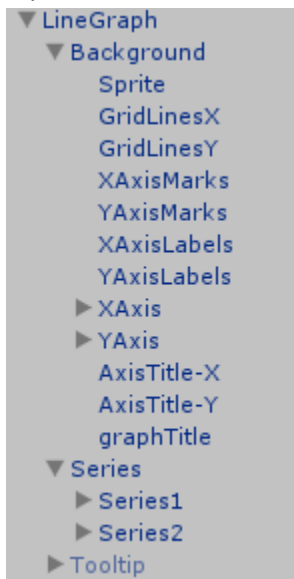 LineGraph
Background
Sprite
GridLinesX
GridLinesY
XAxisMarks
YAxisMarks
XAxisLabels
YAxisLabels
XAxis
YAxis
AxisTitle-X
AxisTitle-Y
graphTitle
Series
Series1
Series2
Tooltip